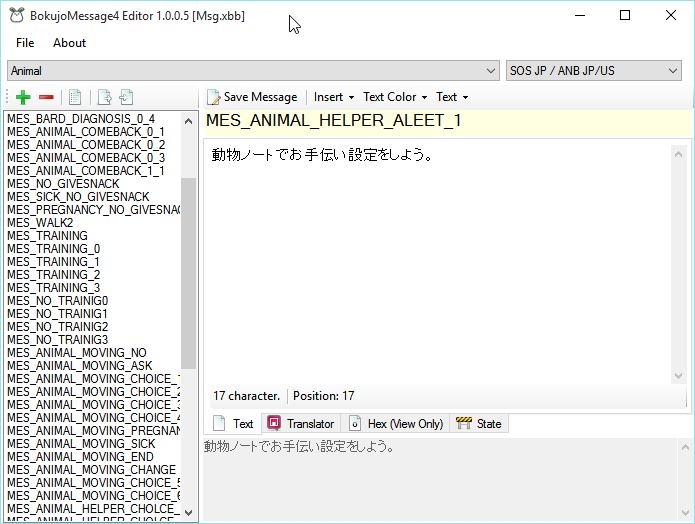 BokujoMessage4 Editor 1.0.0.5 [Msg.xbb]
File About
Animal SOS JP / ANB JP/US
Save Message Insert Text Color Text
MES_ANIMAL_HELPER_ALEET_1
動物ノートでお手伝い設定をしよう。
MES_BARD_DIAGNOSIS_0_4
MES_ANIMAL_COMEBACK_0_1
MES_ANIMAL_COMEBACK_0_2
MES_ANIMAL_COMEBACK_0_3
MES_ANIMAL_COMEBACK_1_1
MES_NO_GIVESNACK
MES_SICK_NO_GIVESNACK
MES_PREGNANCY_NO_GIVESNAC
MES_WALK2
MES_TRAINING
MES_TRAINING_0
MES_TRAINING_1
MES_TRAINING_2
MES_TRAINING_3
MES_NO_TRAINIG0
MES_NO_TRAINIG1
MES_NO_TRAINIG2
MES_NO_TRAINIG3
MES_ANIMAL_MOVING_NO
MES_ANIMAL_MOVING_ASK
MES_ANIMAL_MOVING_CHOICE_1
MES_ANIMAL_MOVING_CHOICE_2
MES_ANIMAL_MOVING_CHOICE_3
MES_ANIMAL_MOVING_CHOICE_4
MES_ANIMAL_MOVING_PREGNAN
MES_ANIMAL_MOVING_SICK
MES_ANIMAL_MOVING_END
MES_ANIMAL_MOVING_CHANGE
MES_ANIMAL_MOVING_CHOICE_5
MES_ANIMAL_MOVING_CHOICE_6
MES_ANIMAL_HELPER_CHOLCE_
17 character. Position: 17
Text Translator Hex (View Only) State
動物ノートでお手伝い設定をしよう。